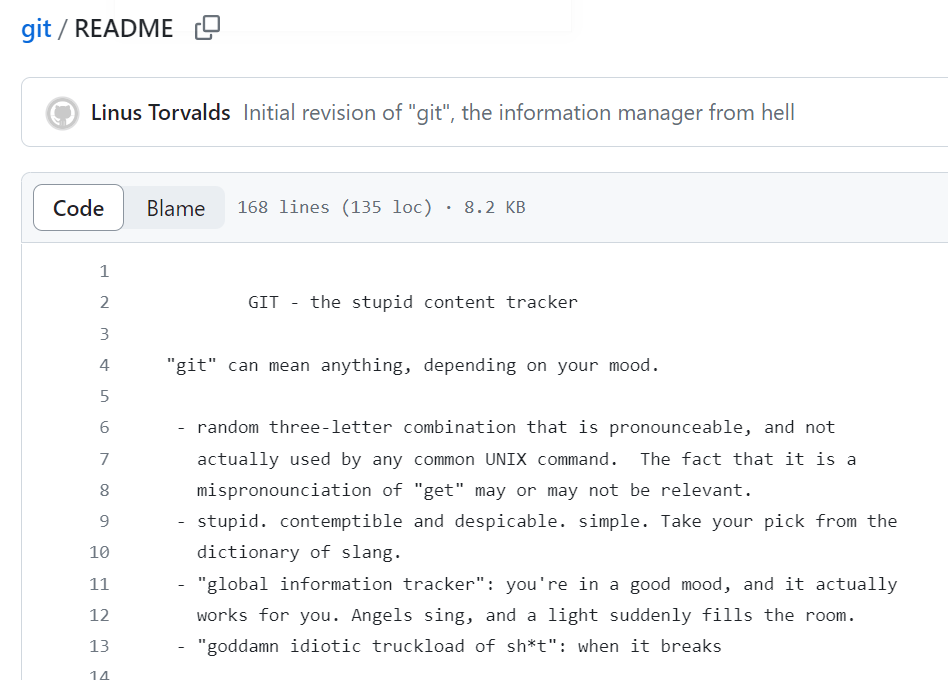 git / README
Linus Torvalds Initial revision of "git", the information manager from hell
Code Blame 168 lines (135 loc) · 8.2 KB
1
2 GIT - the stupid content tracker
3
4 "git" can mean anything, depending on your mood.
5
6 - random three-letter combination that is pronounceable, and not
7 actually used by any common UNIX command.  The fact that it is a
8 mispronounciation of "get" may or may not be relevant.
9 - stupid. contemptible and despicable. simple. Take your pick from the
10 dictionary of slang.
11 - "global information tracker": you're in a good mood, and it actually
12 works for you. Angels sing, and a light suddenly fills the room.
13 - "goddamn idiotic truckload of sh*t": when it breaks
14